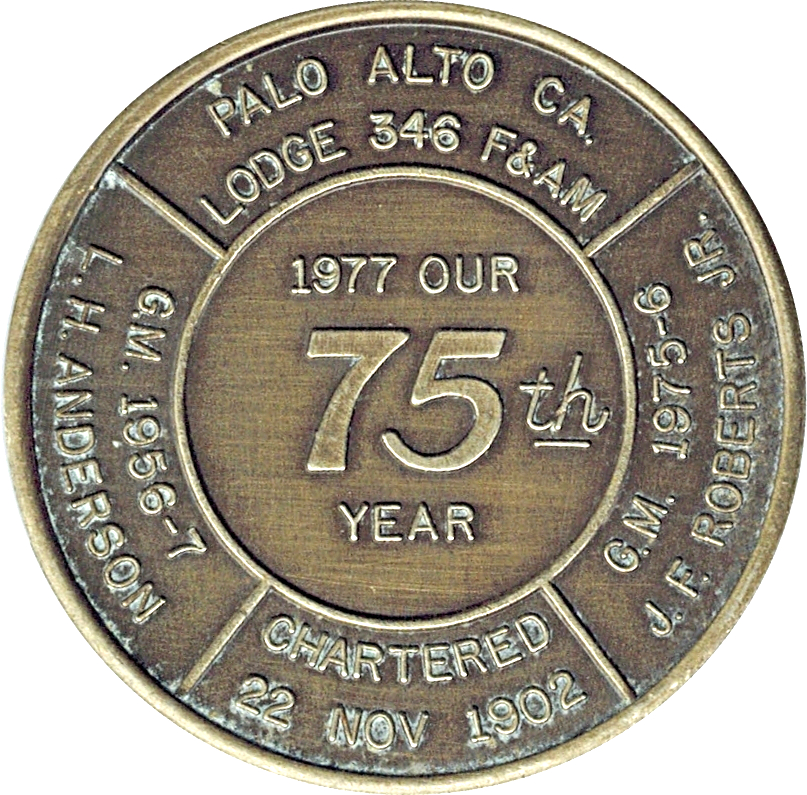 PALO ALTO CA.
LODGE 346 F&AM
1977 OUR
75th
YEAR
L. H. ANDERSON
G.M. 1956-7
G.M. 1975-6
J. F. ROBERTS JR.
CHARTERED
22 NOV 1902